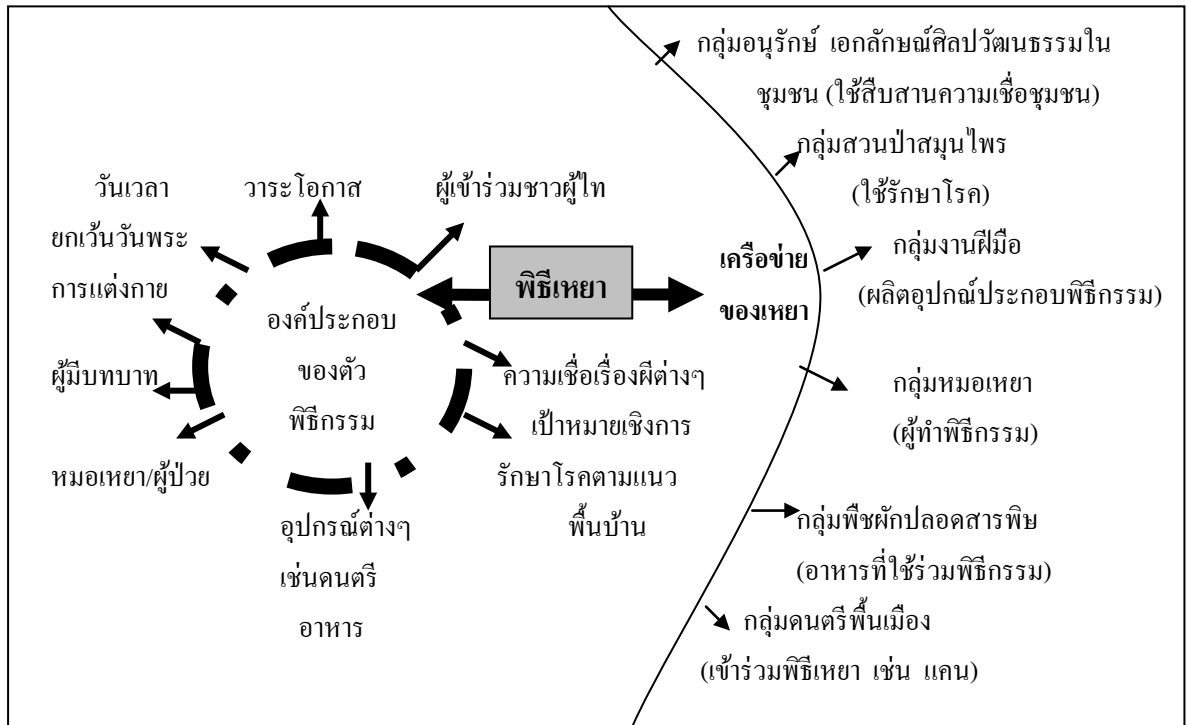 กลุ่มอนุรักษ์ เอกลักษณ์ศิลปวัฒนธรรมใน
ชุมชน (ใช้สืบสานความเชื่อชุมชน)
กลุ่มสวนป่าสมุนไพร
(ใช้รักษาโรค)
วันเวลา
ยกเว้นวันพระ
วาระโอกาส
ผู้เข้าร่วมชาวผู้ไท
การแต่งกาย
ผู้มีบทบาท
หมอเหยา/ผู้ป่วย
องค์ประกอบ
ของตัว
พิธีกรรม
พิธีเหยา
เครือข่าย
ของเหยา
กลุ่มงานฝีมือ
(ผลิตอุปกณ์ประกอบพิธีกรรม)
ความเชื่อเรื่องผีต่างๆ
เป้าหมายเชิงการ
รักษาโรคตามแนว
พื้นบ้าน
กลุ่มหมอเหยา
(ผู้ทำพิธีกรรม)
อุปกรณ์ต่างๆ
เช่นดนตรี
อาหาร
กลุ่มพืชผักปลอดสารพิษ
(อาหารที่ใช้ร่วมพิธีกรรม)
กลุ่มดนตรีพื้นเมือง
(เข้าร่วมพิธีเหยา เช่น แคน)